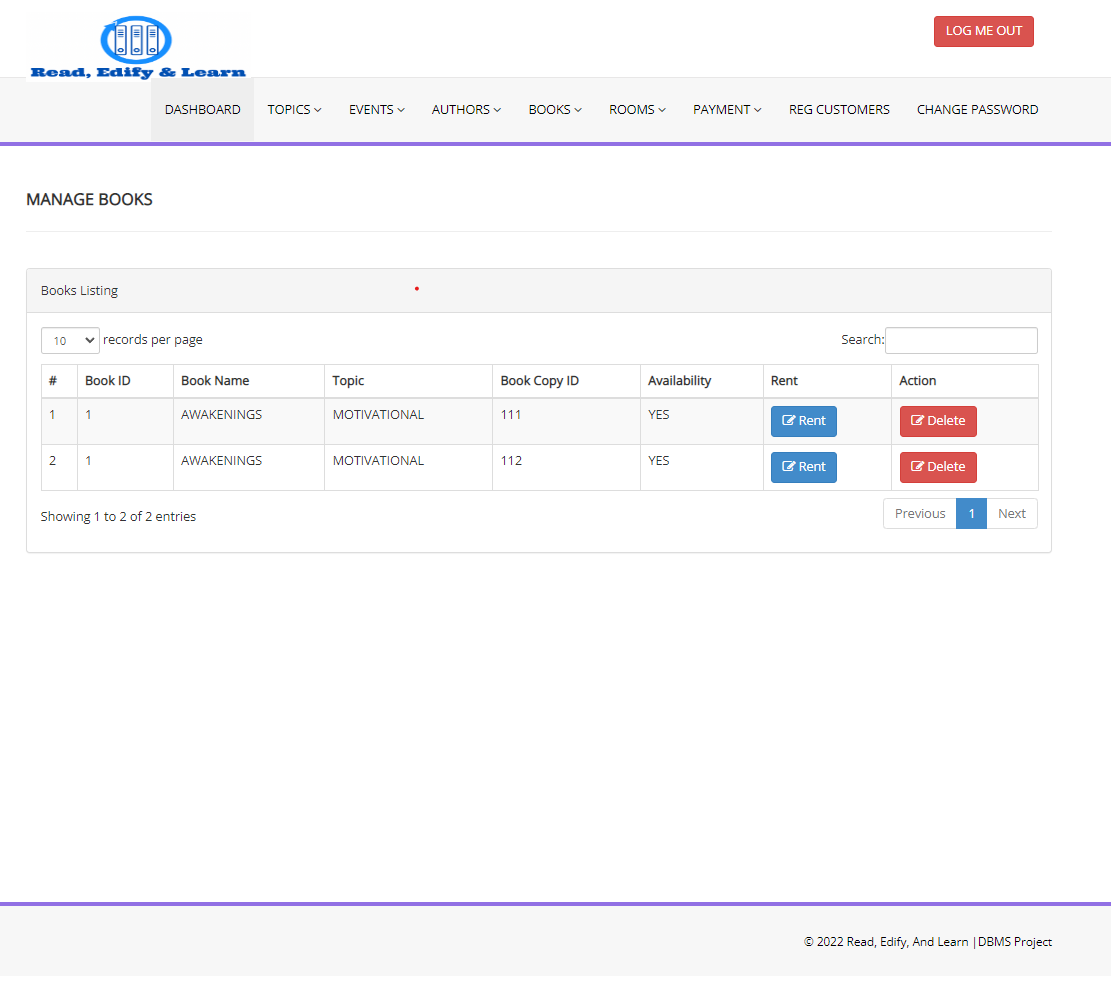 LOG ME OUT
Read, Edify & Learn
DASHBOARD TOPICS EVENTS AUTHORS BOOKS ROOMS PAYMENT REG CUSTOMERS CHANGE PASSWORD
MANAGE BOOKS
Books Listing
10 records per page Search:
# Book ID Book Name Topic Book Copy ID Availability Rent Action
1 1 AWAKENINGS MOTIVATIONAL 111 YES Rent Delete
2 1 AWAKENINGS MOTIVATIONAL 112 YES Rent Delete
Showing 1 to 2 of 2 entries Previous 1 Next
© 2022 Read, Edify, And Learn |DBMS Project